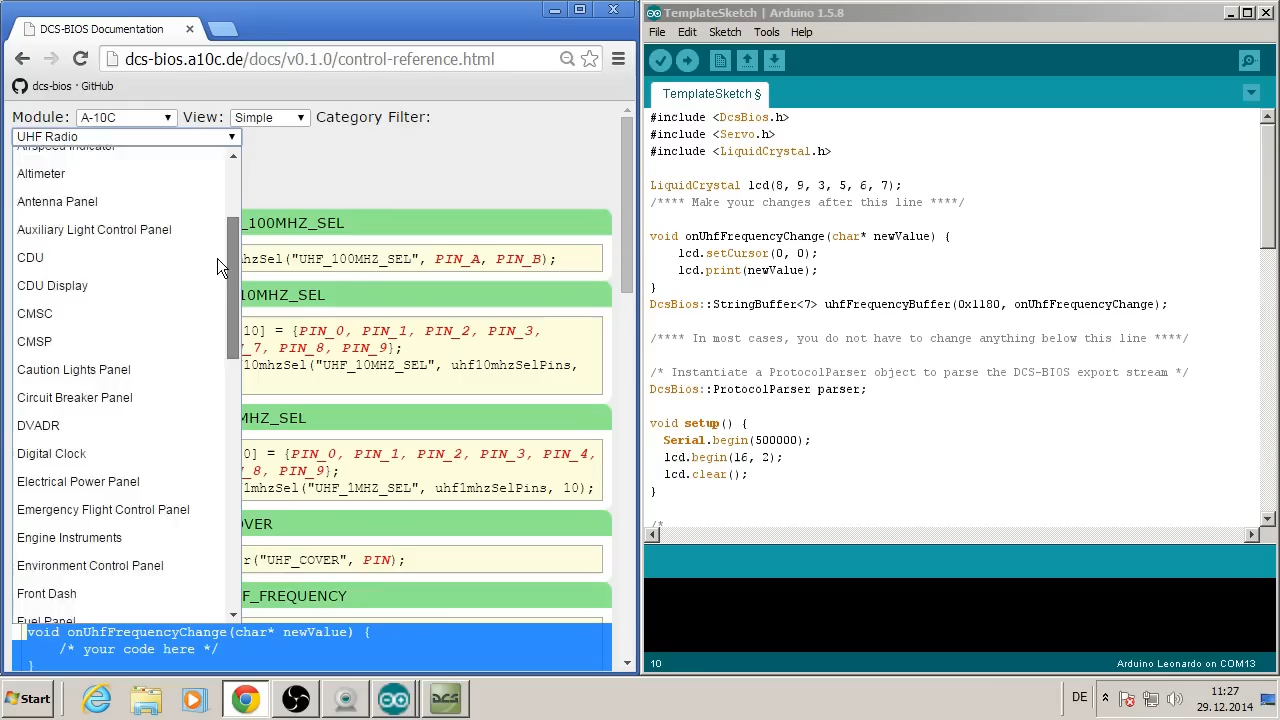 DCS-BIOS Documentation
dcs-bios.a10c.de/docs/v0.1.0/control-reference.html
dcs-bios · GitHub
Module: A-10C View: Simple Category Filter:
UHF Radio
Airspeed Indicator
Altimeter
Antenna Panel
Auxiliary Light Control Panel
CDU
CDU Display
CMSC
CMSP
Caution Lights Panel
Circuit Breaker Panel
DVADR
Digital Clock
Electrical Power Panel
Emergency Flight Control Panel
Engine Instruments
Environment Control Panel
Front Dash
Fuel Panel
_100MHZ_SEL
mhzSel("UHF_100MHZ_SEL", PIN_A, PIN_B);
10MHZ_SEL
10] = {PIN_0, PIN_1, PIN_2, PIN_3,
_7, PIN_8, PIN_9};
10mhzSel("UHF_10MHZ_SEL", uhf10mhzSelPins,
MHZ_SEL
0] = {PIN_0, PIN_1, PIN_2, PIN_3, PIN_4,
_8, PIN_9};
1mhzSel("UHF_1MHZ_SEL", uhf1mhzSelPins, 10);
OVER
r("UHF_COVER", PIN);
F_FREQUENCY
void onUhfFrequencyChange(char* newValue) {
/* your code here */
}
TemplateSketch | Arduino 1.5.8
File Edit Sketch Tools Help
TemplateSketch §
#include <DcsBios.h>
#include <Servo.h>
#include <LiquidCrystal.h>
LiquidCrystal lcd(8, 9, 3, 5, 6, 7);
/**** Make your changes after this line ****/
void onUhfFrequencyChange(char* newValue) {
lcd.setCursor(0, 0);
lcd.print(newValue);
}
DcsBios::StringBuffer<7> uhfFrequencyBuffer(0x1180, onUhfFrequencyChange);
/**** In most cases, you do not have to change anything below this line ****/
/* Instantiate a ProtocolParser object to parse the DCS-BIOS export stream */
DcsBios::ProtocolParser parser;
void setup() {
Serial.begin(500000);
lcd.begin(16, 2);
lcd.clear();
}
/*
10
Arduino Leonardo on COM13
Start
DCS
DE
11:27
29.12.2014